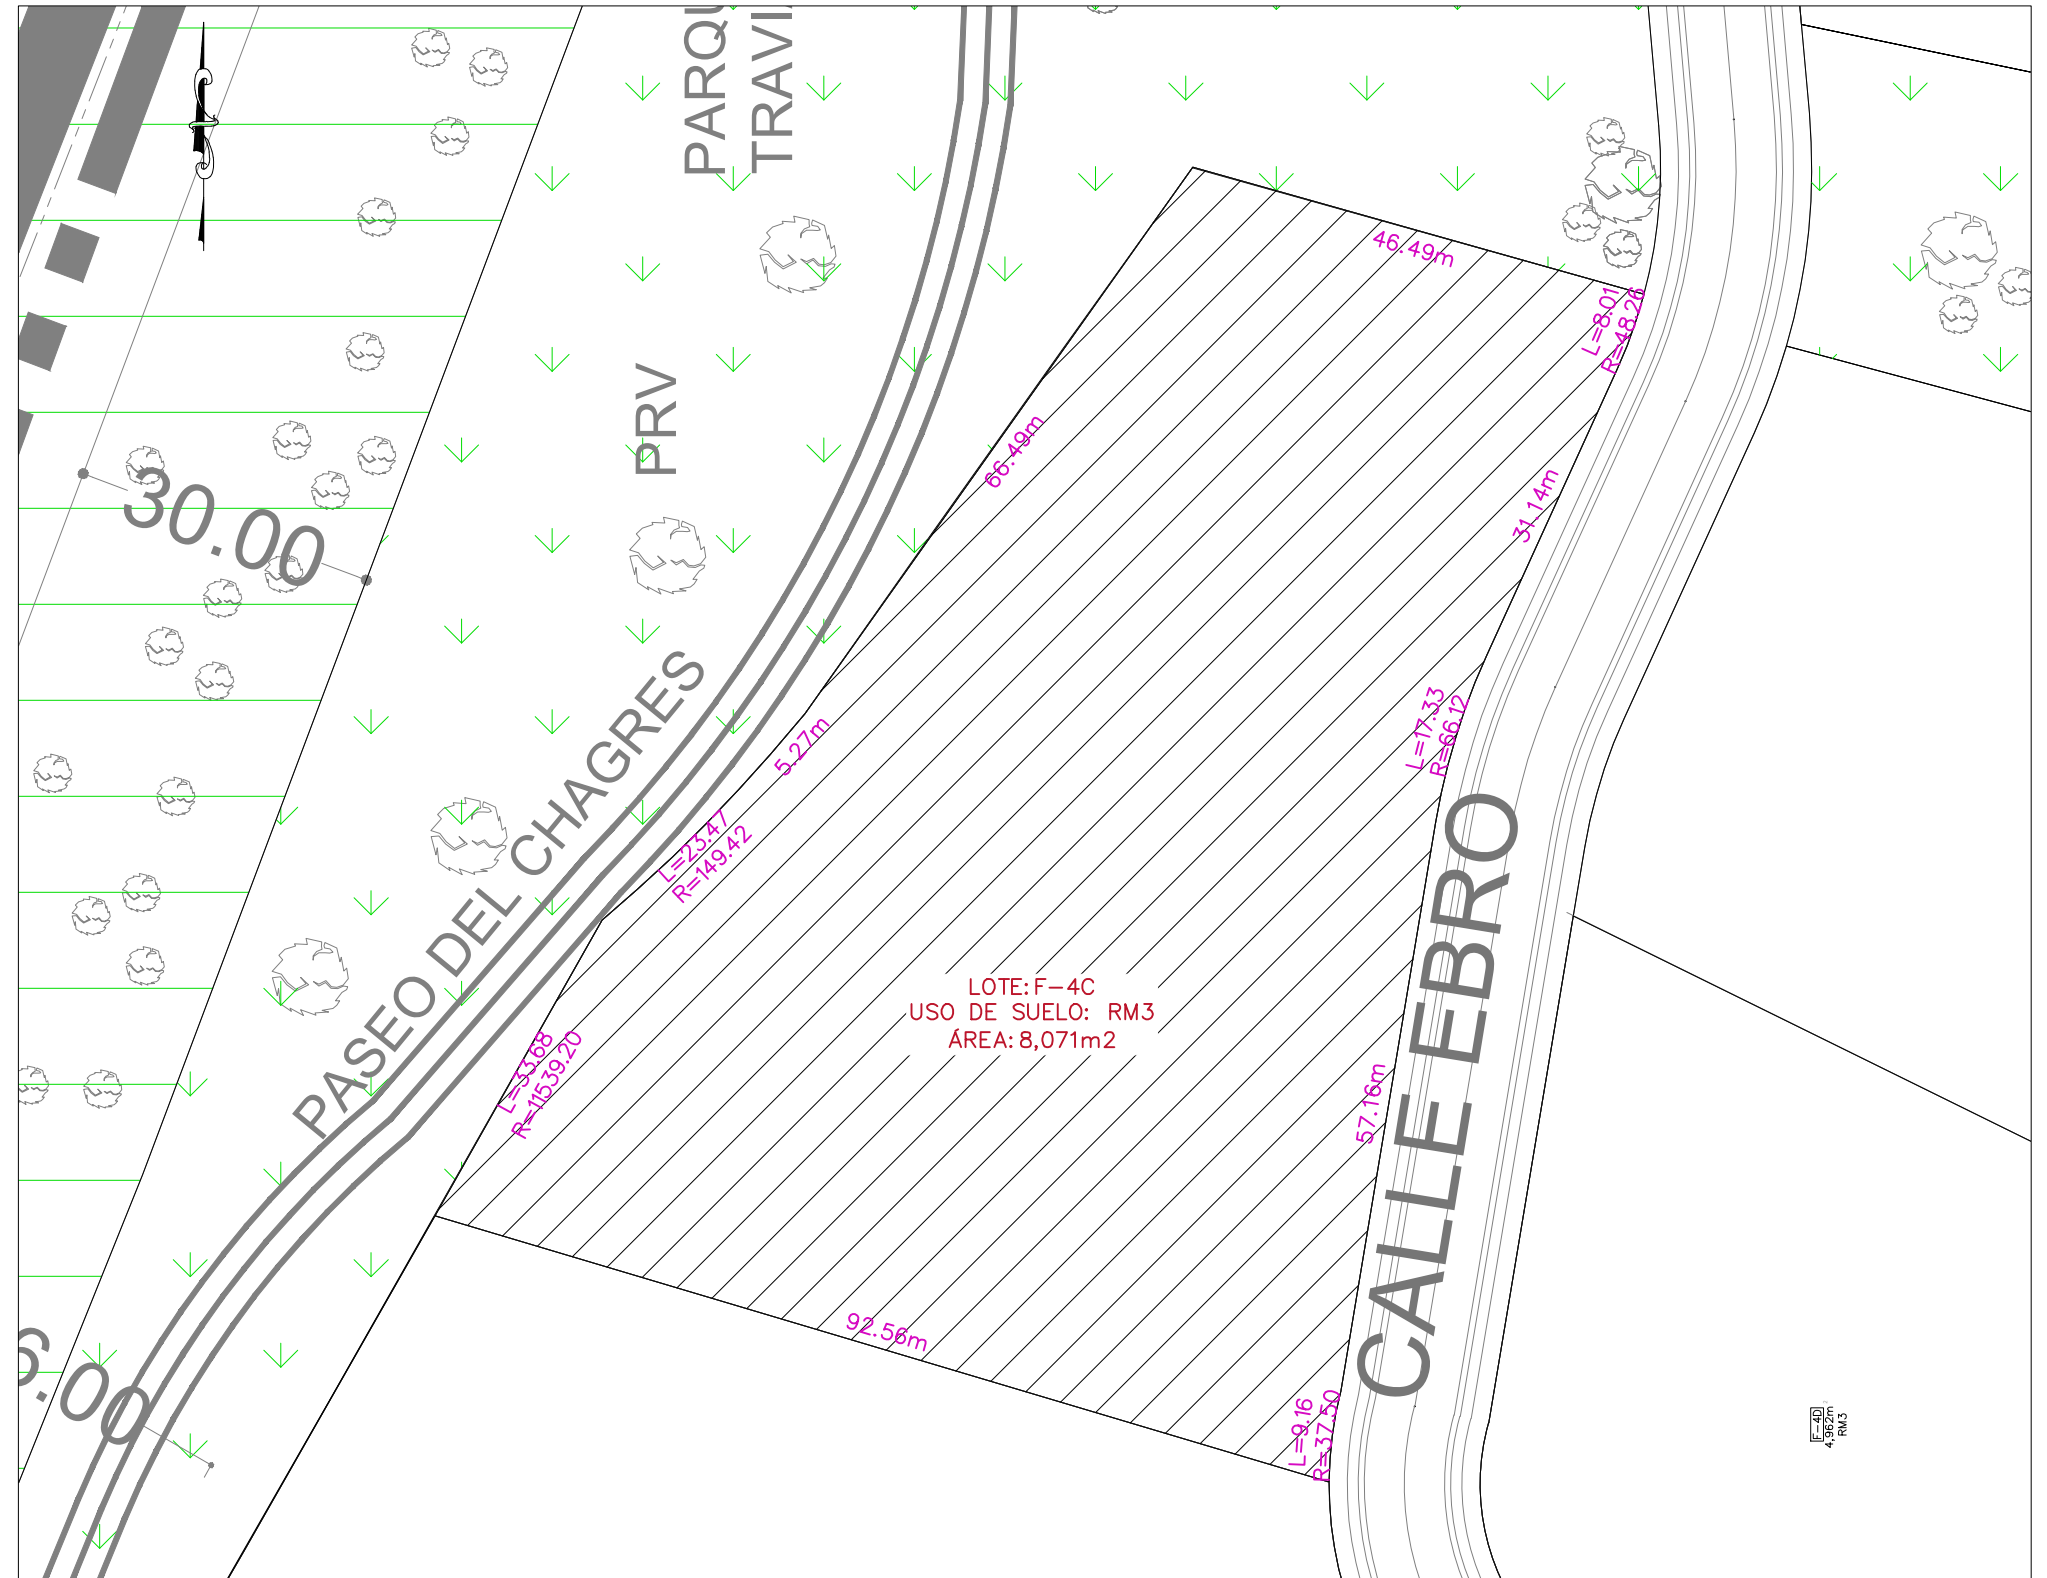 PARQU
TRAVI
46.49m
L=8.01
R=48.26
PRV
66.49m
30.00
31.14m
PASEO DEL CHAGRES
5.27m
L=17.33
R=66.12
L=23.47
R=149.42
CALLE EBRO
LOTE: F-4C
USO DE SUELO: RM3
ÁREA: 8,071m2
L=33.68
R=11539.20
57.16m
92.56m
6.00
L=9.16
R=37.50
F-4D
4,962m
RM3